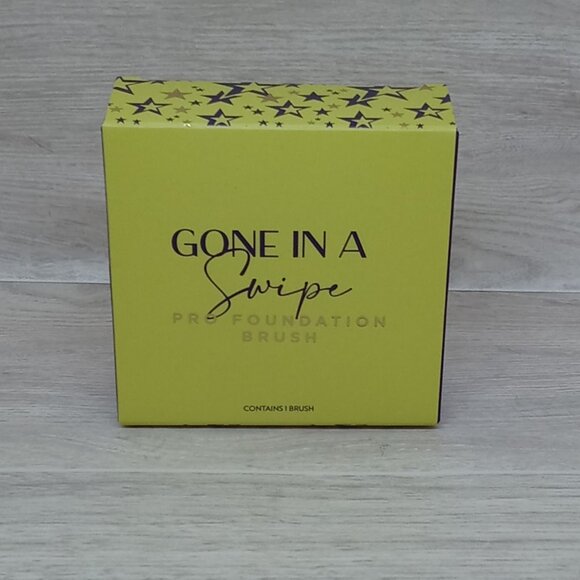 GONE IN A
Swipe
PRO FOUNDATION
BRUSH
CONTAINS 1 BRUSH